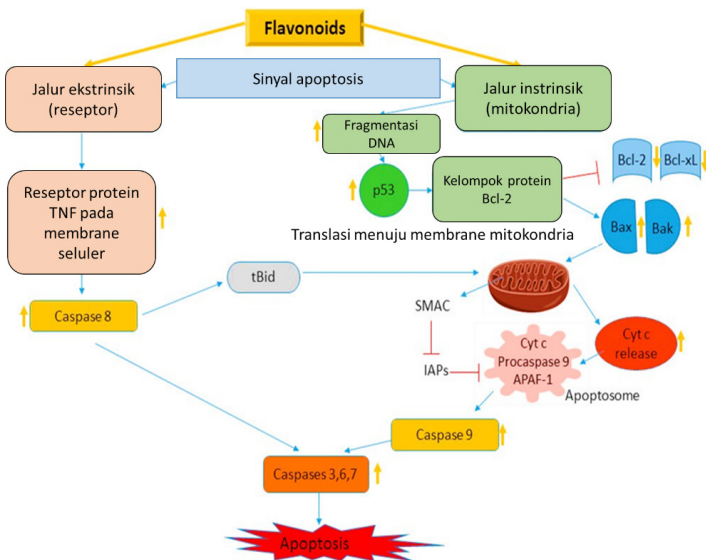 Flavonoids
Sinyal apoptosis
Jalur ekstrinsik
(reseptor)
Jalur instrinsik
(mitokondria)
Fragmentasi
DNA
p53
Kelompok protein
Bcl-2
Bcl-2
Bcl-xL
Bax
Bak
Translasi menuju membrane mitokondria
Reseptor protein
TNF pada
membrane
seluler
tBid
Caspase 8
SMAC
IAPs
Cyt c
Procaspase 9
APAF-1
Apoptosome
Cyt c
release
Caspase 9
Caspases 3,6,7
Apoptosis